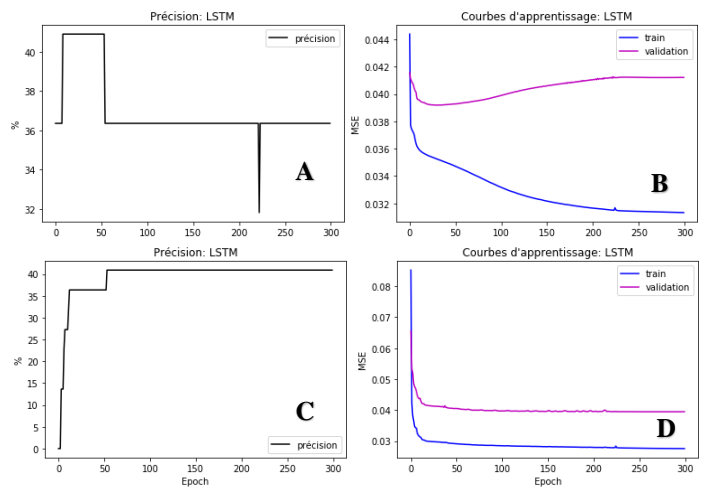 Précision: LSTM
précision
40
38
36
34
32
%
0 50 100 150 200 250 300
A
Courbes d'apprentissage: LSTM
train
validation
0.044
0.042
0.040
0.038
0.036
0.034
0.032
MSE
0 50 100 150 200 250 300
B
Précision: LSTM
40
35
30
25
20
15
10
5
0
%
précision
0 50 100 150 200 250 300
Epoch
C
Courbes d'apprentissage: LSTM
train
validation
0.08
0.07
0.06
0.05
0.04
0.03
MSE
0 50 100 150 200 250 300
Epoch
D